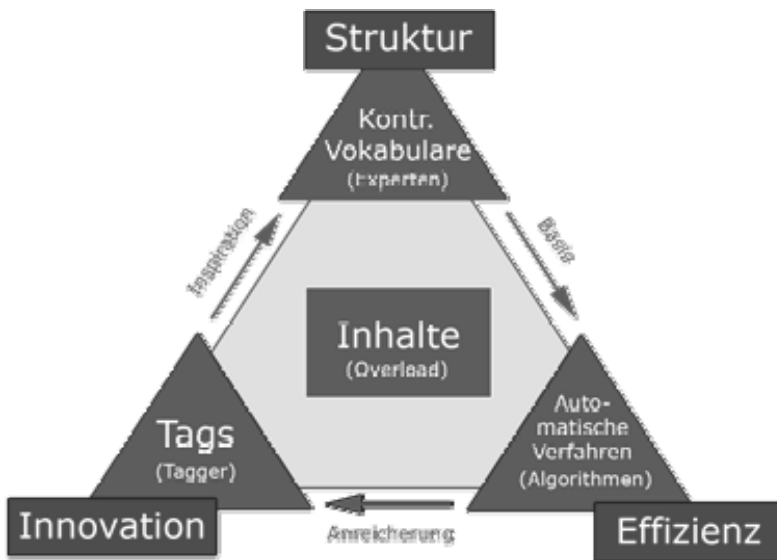 Struktur
Kontr.
Vokabulare
(Experten)
Inspiration
Basis
Inhalte
(Overload)
Tags
(Tagger)
Auto-
matische
Verfahren
(Algorithmen)
Innovation
Anreicherung
Effizienz